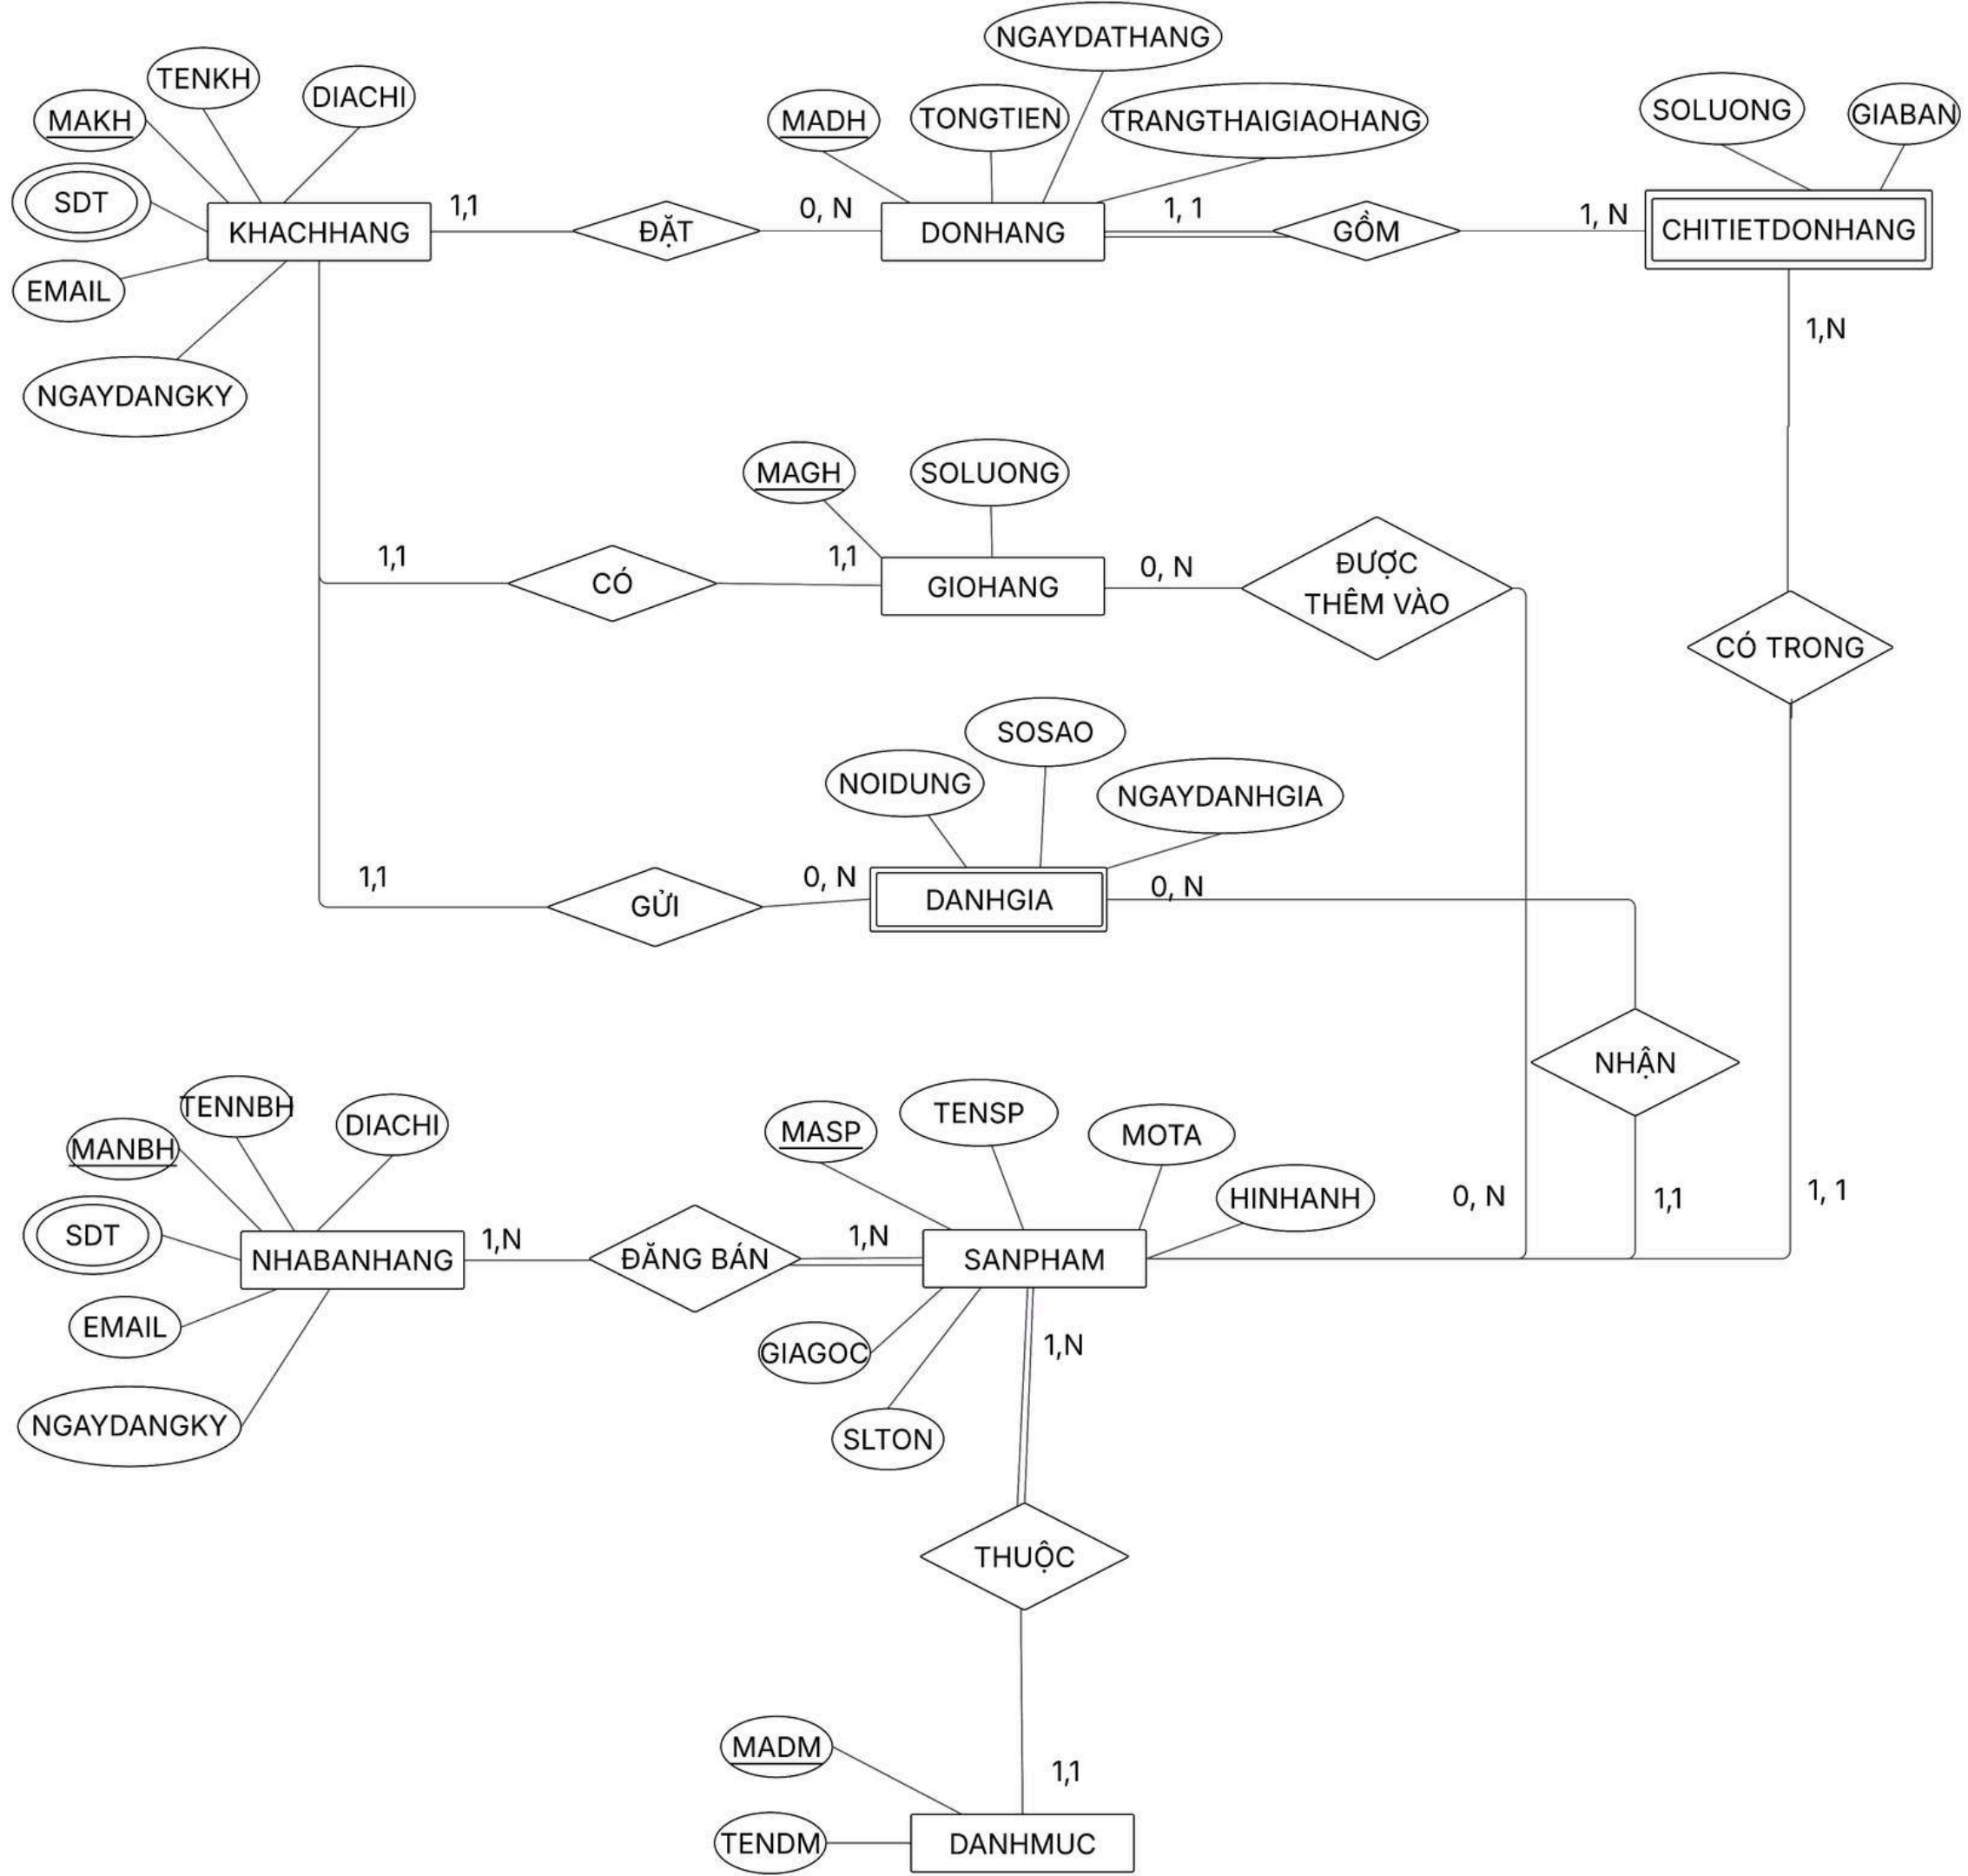 NGAYDATHANG
TENKH
DIACHI
MAKH
MADH
TONGTIEN
TRANGTHAIGIAOHANG
SOLUONG
GIABAN
SDT
KHACHHANG
1,1
ĐẶT
0, N
DONHANG
1, 1
GỒM
1, N
CHITIETDONHANG
EMAIL
1,N
NGAYDANGKY
MAGH
SOLUONG
1,1
CÓ
1,1
GIOHANG
0, N
ĐƯỢC
THÊM VÀO
CÓ TRONG
SOSAO
NOIDUNG
NGAYDANHGIA
1,1
GỬI
0, N
DANHGIA
0, N
NHẬN
TENNBH
DIACHI
MANBH
MASP
TENSP
MOTA
HINHANH
0, N
1,1
1, 1
SDT
NHABANHANG
1,N
ĐĂNG BÁN
1,N
SANPHAM
EMAIL
GIAGOC
1,N
NGAYDANGKY
SLTON
THUỘC
MADM
1,1
TENDM
DANHMUC